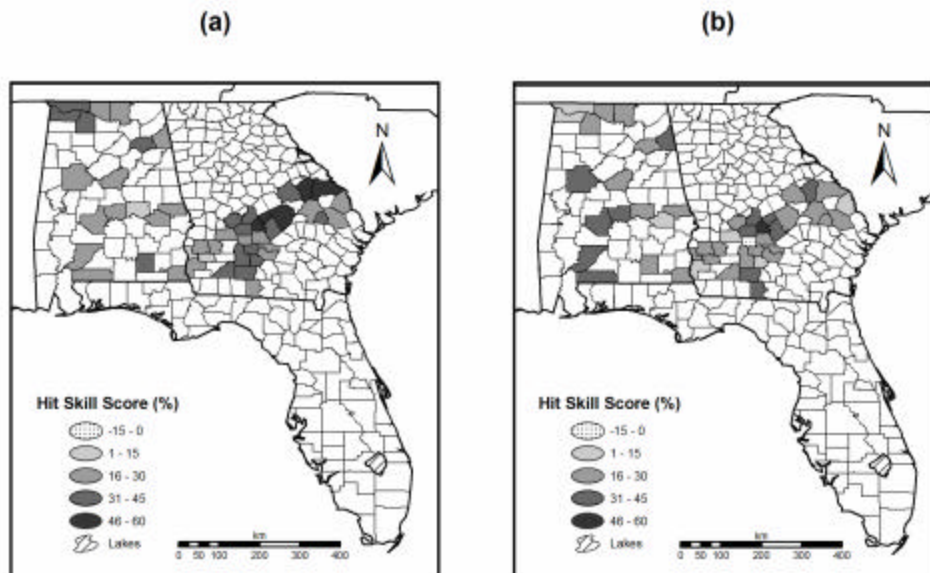 (a)
N
Hit Skill Score (%)
-15 - 0
1 - 15
16 - 30
31 - 45
46 - 60
Lakes
km
0 50 100 200 300 400
(b)
N
Hit Skill Score (%)
-15 - 0
1 - 15
16 - 30
31 - 45
46 - 60
Lakes
km
0 50 100 200 300 400